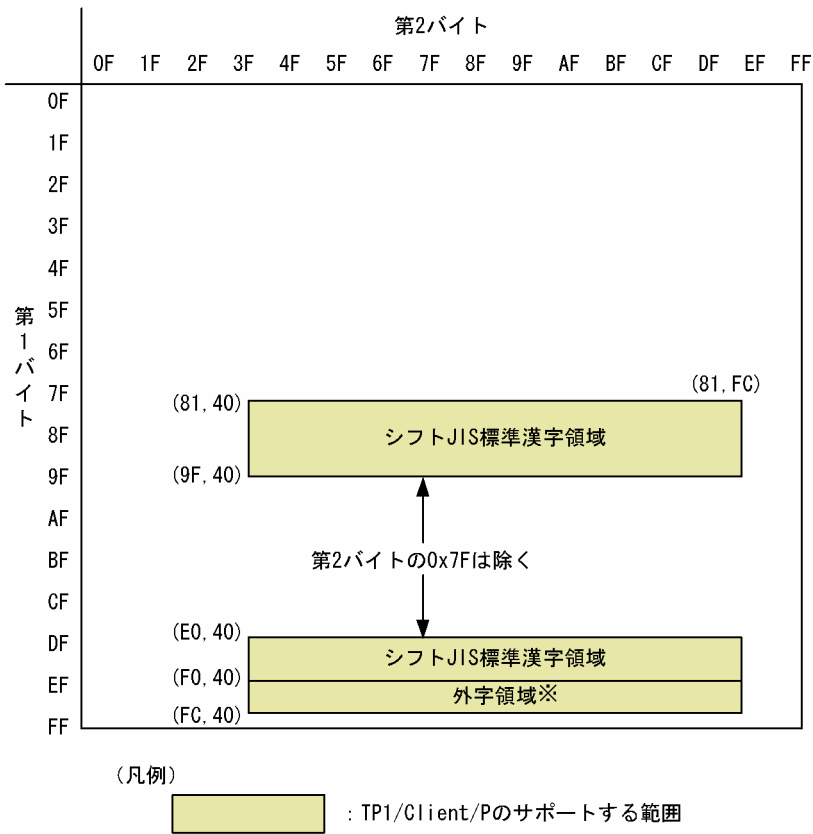 第2バイト
0F 1F 2F 3F 4F 5F 6F 7F 8F 9F AF BF CF DF EF FF
第1バイト
0F
1F
2F
3F
4F
5F
6F
7F
8F
9F
AF
BF
CF
DF
EF
FF
(81,40)
(81,FC)
シフトJIS標準漢字領域
(9F,40)
第2バイトの0x7Fは除く
(E0,40)
シフトJIS標準漢字領域
(F0,40)
外字領域※
(FC,40)
(凡例)
：TP1/Client/Pのサポートする範囲